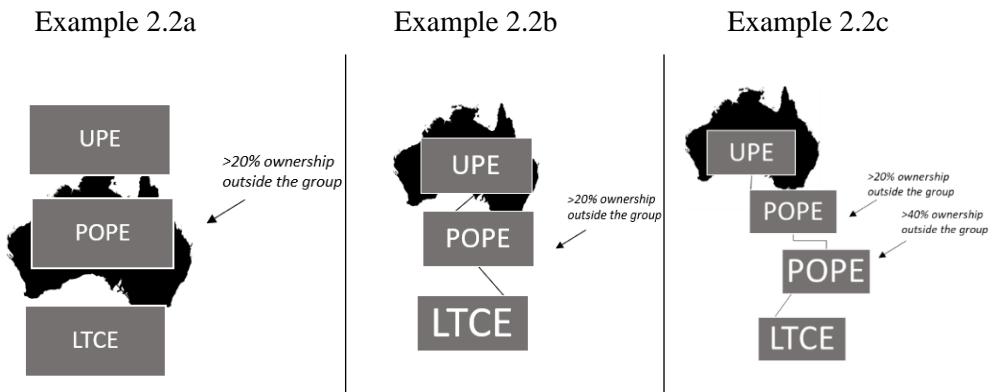 Example 2.2a
UPE
>20% ownership
outside the group
POPE
LTCE
Example 2.2b
UPE
>20% ownership
outside the group
POPE
LTCE
Example 2.2c
UPE
>20% ownership
outside the group
POPE
>40% ownership
outside the group
POPE
LTCE